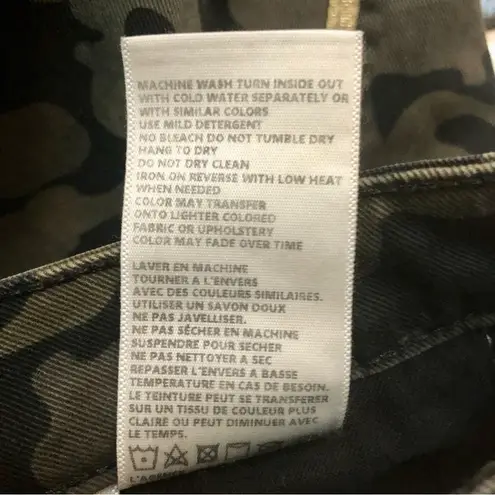 MACHINE WASH TURN INSIDE OUT
WITH COLD WATER SEPARATELY OR
WITH SIMILAR COLORS
USE MILD DETERGENT
NO BLEACH DO NOT TUMBLE DRY
HANG TO DRY
DO NOT DRY CLEAN
IRON ON REVERSE WITH LOW HEAT
WHEN NEEDED
COLOR MAY TRANSFER
ONTO LIGHTER COLORED
FABRIC OR UPHOLSTERY
COLOR MAY FADE OVER TIME
LAVER EN MACHINE
TOURNER A L'ENVERS
AVEC DES COULEURS SIMILAIRES.
UTILISER UN SAVON DOUX
NE PAS JAVELLISER.
NE PAS SÉCHER EN MACHINE
SUSPENDRE POUR SÉCHER
NE PAS NETTOYER A SEC
REPASSER L'ENVERS A BASSE
TEMPERATURE EN CAS DE BESOIN.
LE TEINTURE PEUT SE TRANSFERER
SUR UN TISSU DE COULEUR PLUS
CLAIRE OU PEUT DIMINUER AVEC
LE TEMPS.